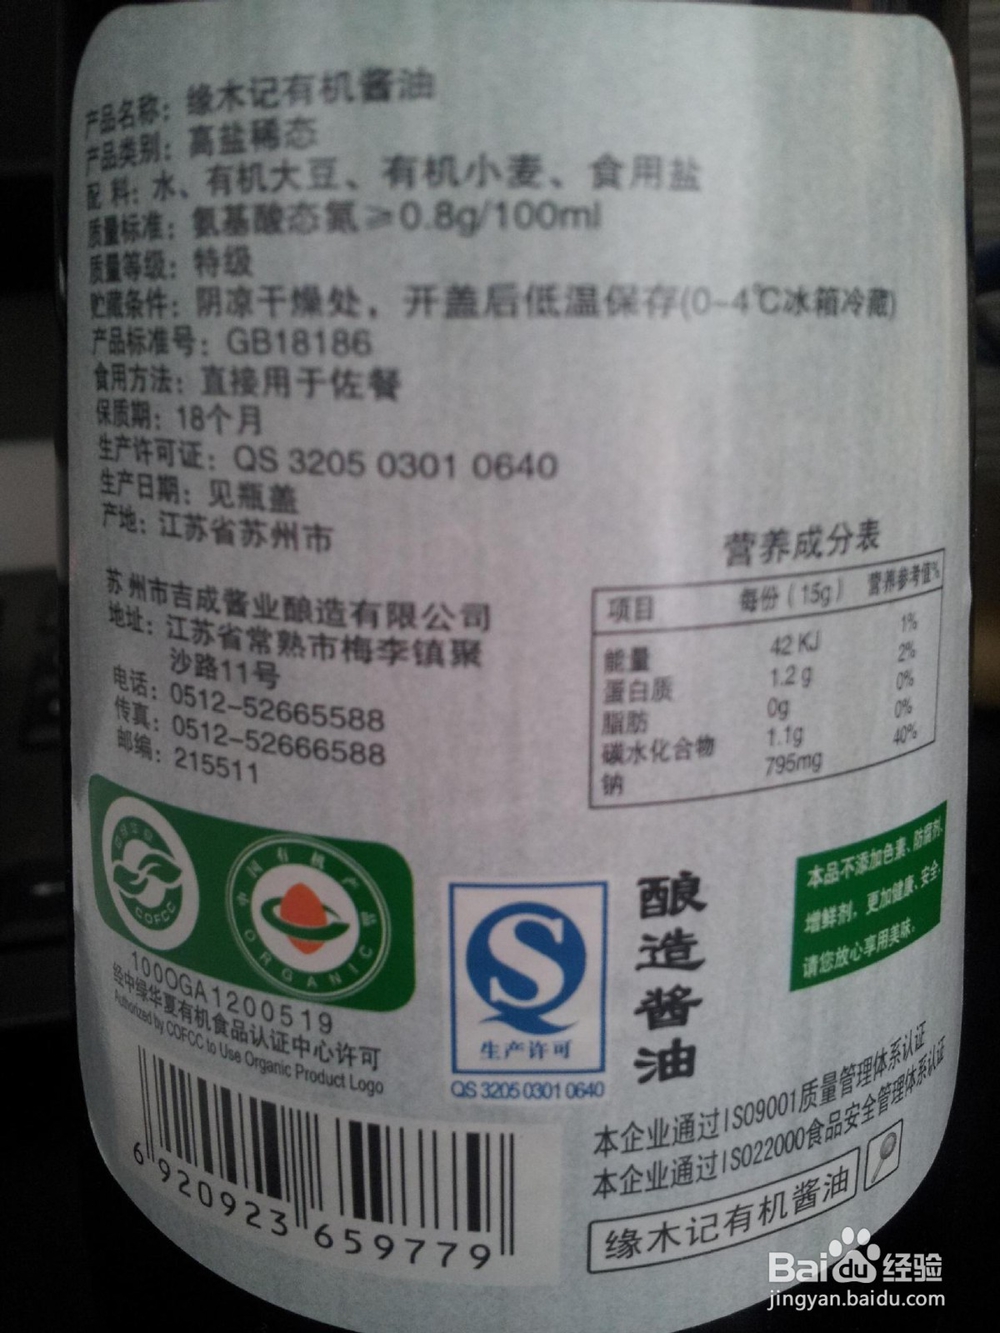 产品名称：缘木记有机酱油
产品类别：高盐稀态
配 料：水、有机大豆、有机小麦、食用盐
质量标准：氨基酸态氮≥0.8g/100ml
质量等级：特级
贮藏条件：阴凉干燥处，开盖后低温保存(0-4℃冰箱冷藏)
产品标准号：GB18186
食用方法：直接用于佐餐
保质期：18个月
生产许可证：QS 3205 0301 0640
生产日期：见瓶盖
产地：江苏省苏州市
苏州市吉成酱业酿造有限公司
地址：江苏省常熟市梅李镇聚
沙路11号
电话：0512-52665588
传真：0512-52666588
邮编：215511
营养成分表
项目 每份（15g） 营养参考值%
能量 42 KJ 1%
蛋白质 1.2 g 2%
脂肪 0g 0%
碳水化合物 1.1g 0%
钠 795mg 40%
COFCC
中国有机产品
ORGANIC
100OGA1200519
经中绿华夏有机食品认证中心许可
Authorized by COFCC to Use Organic Product Logo
生产许可
QS 3205 0301 0640
酿造酱油
本品不添加色素、防腐剂、
增鲜剂，更加健康、安全，
请您放心享用美味。
本企业通过ISO9001质量管理体系认证
本企业通过ISO22000食品安全管理体系认证
缘木记有机酱油
6 920923 659779
Baidu 经验
jingyan.baidu.com